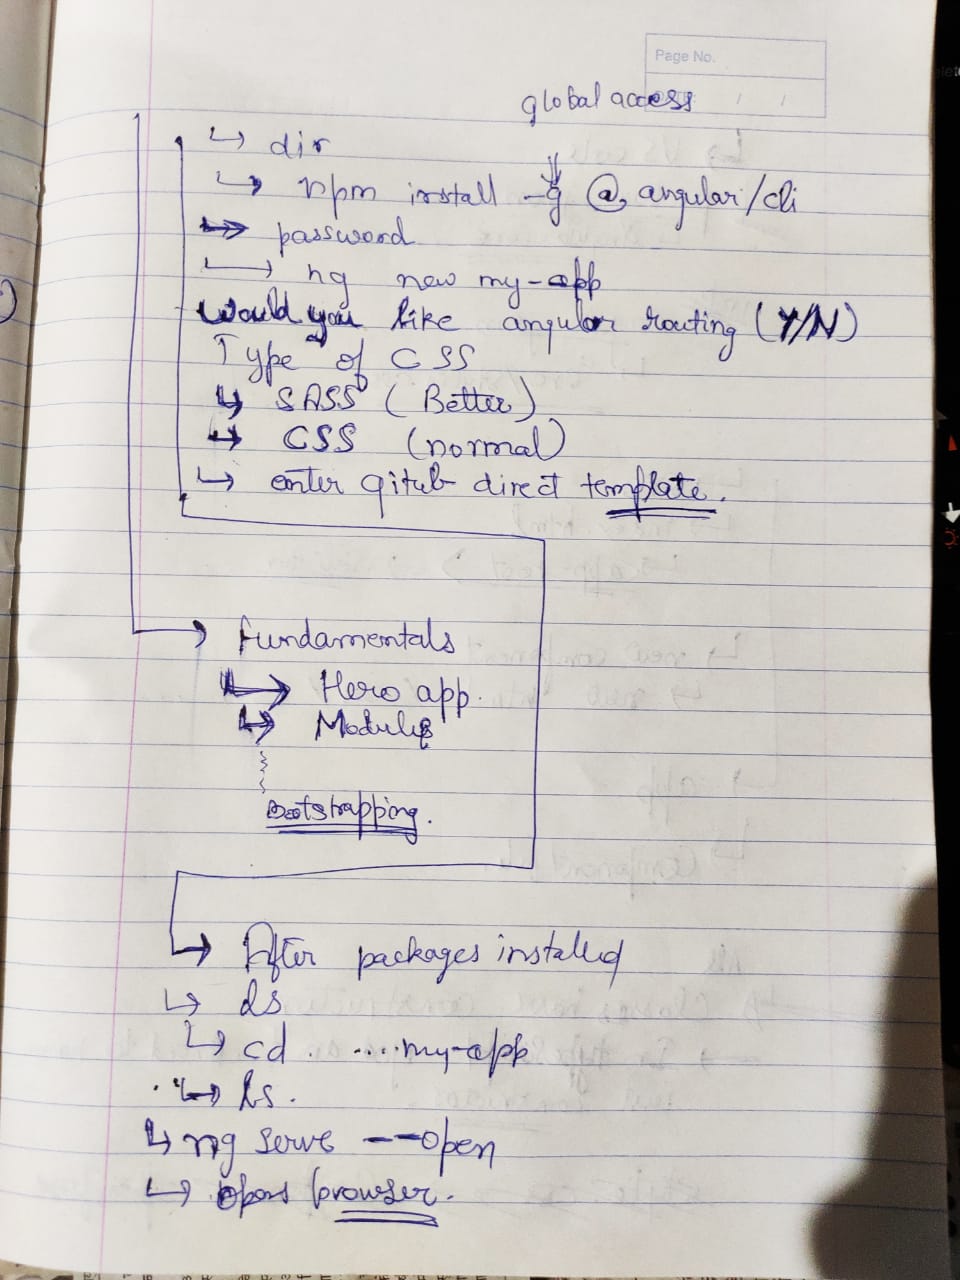 Page No.
global access
↳ dir
↳ npm install -g @angular/cli
↳ password
↳ ng new my-app
Would you like angular routing (Y/N)
Type of CSS
↳ SASS (Better)
↳ CSS (normal)
↳ enter gitub direct template.
→ Fundamentals
↳ Hero app.
↳ Modules
Bootstrapping.
↳ After packages installed
↳ ls
↳ cd ....my-app
↳ ls.
↳ ng serve --open
↳ opens browser.